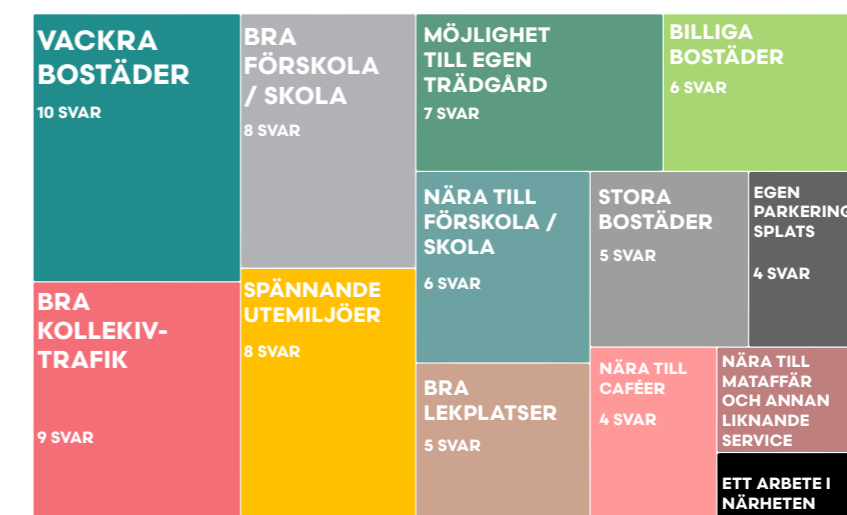 VACKRA
BOSTÄDER
10 SVAR
BRA
FÖRSKOLA
/ SKOLA
8 SVAR
MÖJLIGHET
TILL EGEN
TRÄDGÅRD
7 SVAR
BILLIGA
BOSTÄDER
6 SVAR
NÄRA TILL
FÖRSKOLA /
SKOLA
6 SVAR
STORA
BOSTÄDER
5 SVAR
EGEN
PARKERING
SPLATS
4 SVAR
BRA
KOLLEKIV-
TRAFIK
9 SVAR
SPÄNNANDE
UTEMILJÖER
8 SVAR
BRA
LEKPLATSER
5 SVAR
NÄRA TILL
CAFÉER
4 SVAR
NÄRA TILL
MATAFFÄR
OCH ANNAN
LIKNANDE
SERVICE
ETT ARBETE I
NÄRHETEN